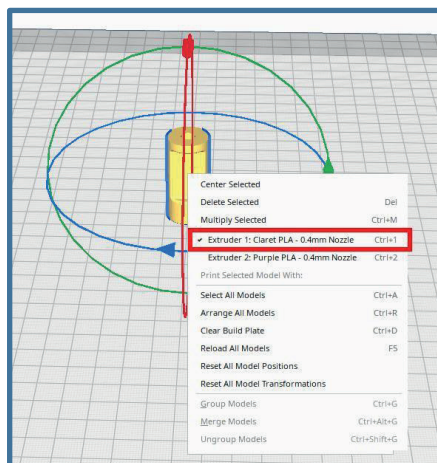 Center Selected
Delete Selected Del
Multiply Selected Ctrl+M
✔ Extruder 1: Claret PLA - 0.4mm Nozzle Ctrl+1
Extruder 2: Purple PLA - 0.4mm Nozzle Ctrl+2
Print Selected Model With:
Select All Models Ctrl+A
Arrange All Models Ctrl+R
Clear Build Plate Ctrl+D
Reload All Models F5
Reset All Model Positions
Reset All Model Transformations
Group Models Ctrl+G
Merge Models Ctrl+Alt+G
Ungroup Models Ctrl+Shift+G